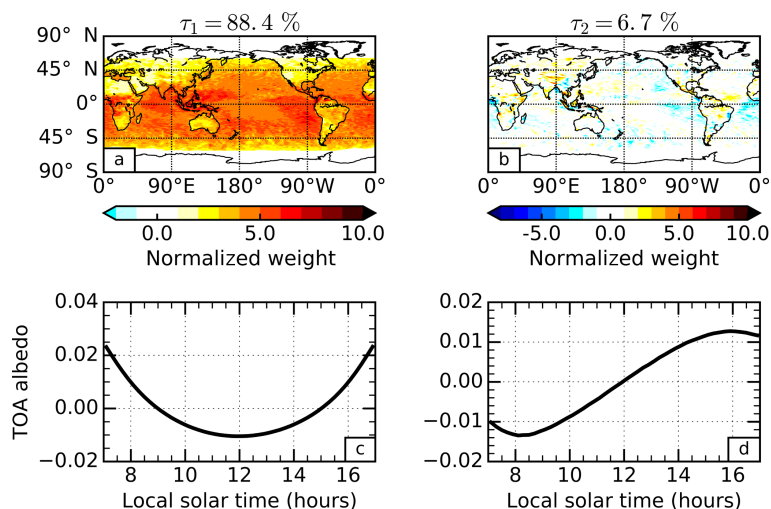 τ₁ = 88.4 %
τ₂ = 6.7 %
90° N
45° N
0°
45° S
90° S
a
b
0° 90°E 180° 90°W 0°
0° 90°E 180° 90°W 0°
0.0 5.0 10.0
-5.0 0.0 5.0 10.0
Normalized weight
Normalized weight
0.04
0.02
0.00
−0.02
TOA albedo
c
8 10 12 14 16
Local solar time (hours)
0.02
0.01
0.00
−0.01
−0.02
d
8 10 12 14 16
Local solar time (hours)